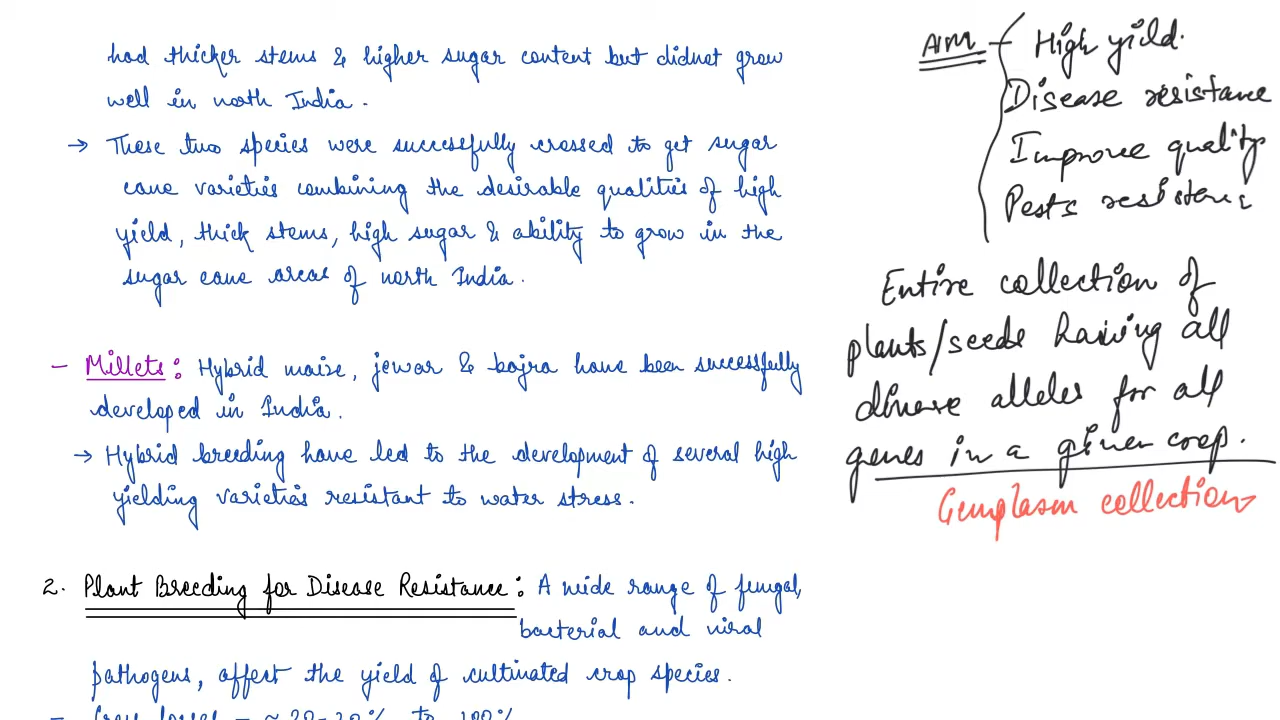 had thicker stems & higher sugar content but didnot grow
well in north India.
→ These two species were successfully crossed to get sugar
cane varieties combining the desirable qualities of high
yield, thick stems, high sugar & ability to grow in the
sugar cane areas of north India.
- Millets: Hybrid maize, jowar & bajra have been successfully
developed in India.
→ Hybrid breeding have led to the development of several high
yielding varieties resistant to water stress.
2. Plant Breeding for Disease Resistance: A wide range of fungal,
bacterial and viral
pathogens, affect the yield of cultivated crop species.
- Crop losses
to 100%
AIM - High yield.
Disease resistance
Improve quality
Pests
Entire collection of
plants/seeds having all
diverse alleles for all
genes in a given crop.
Germplasm collection